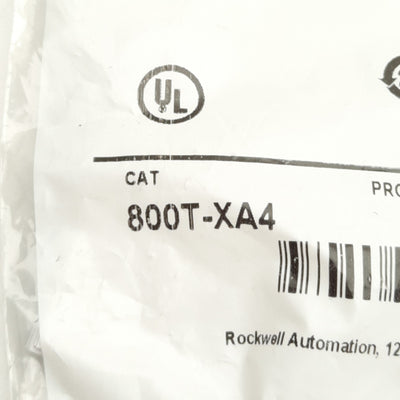 UL
CAT
PRO
800T-XA4
Rockwell Automation, 12